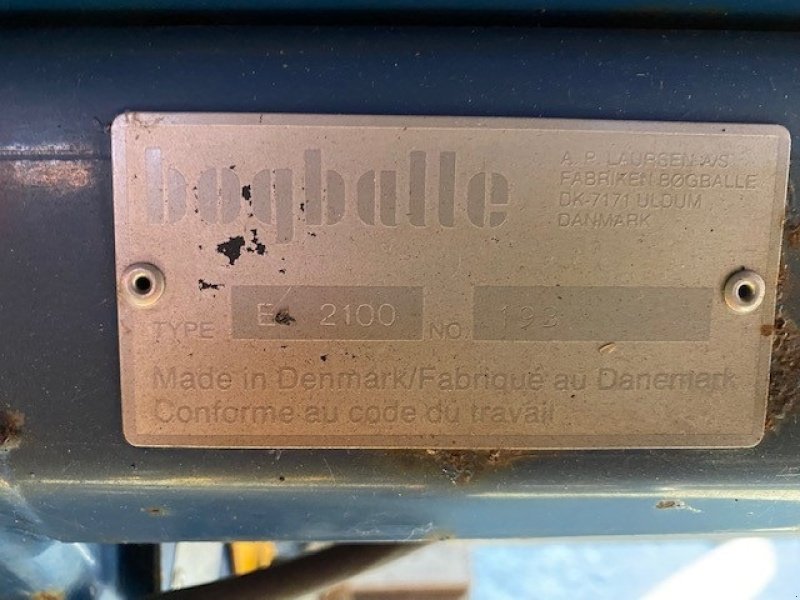 bogballe
A. P. LAURSEN A/S
FABRIKEN BØGBALLE
DK-7171 ULDUM
DANMARK
TYPE 2100 NO. 193
Made in Denmark/Fabriqué au Danemark
Conforme au code du travail